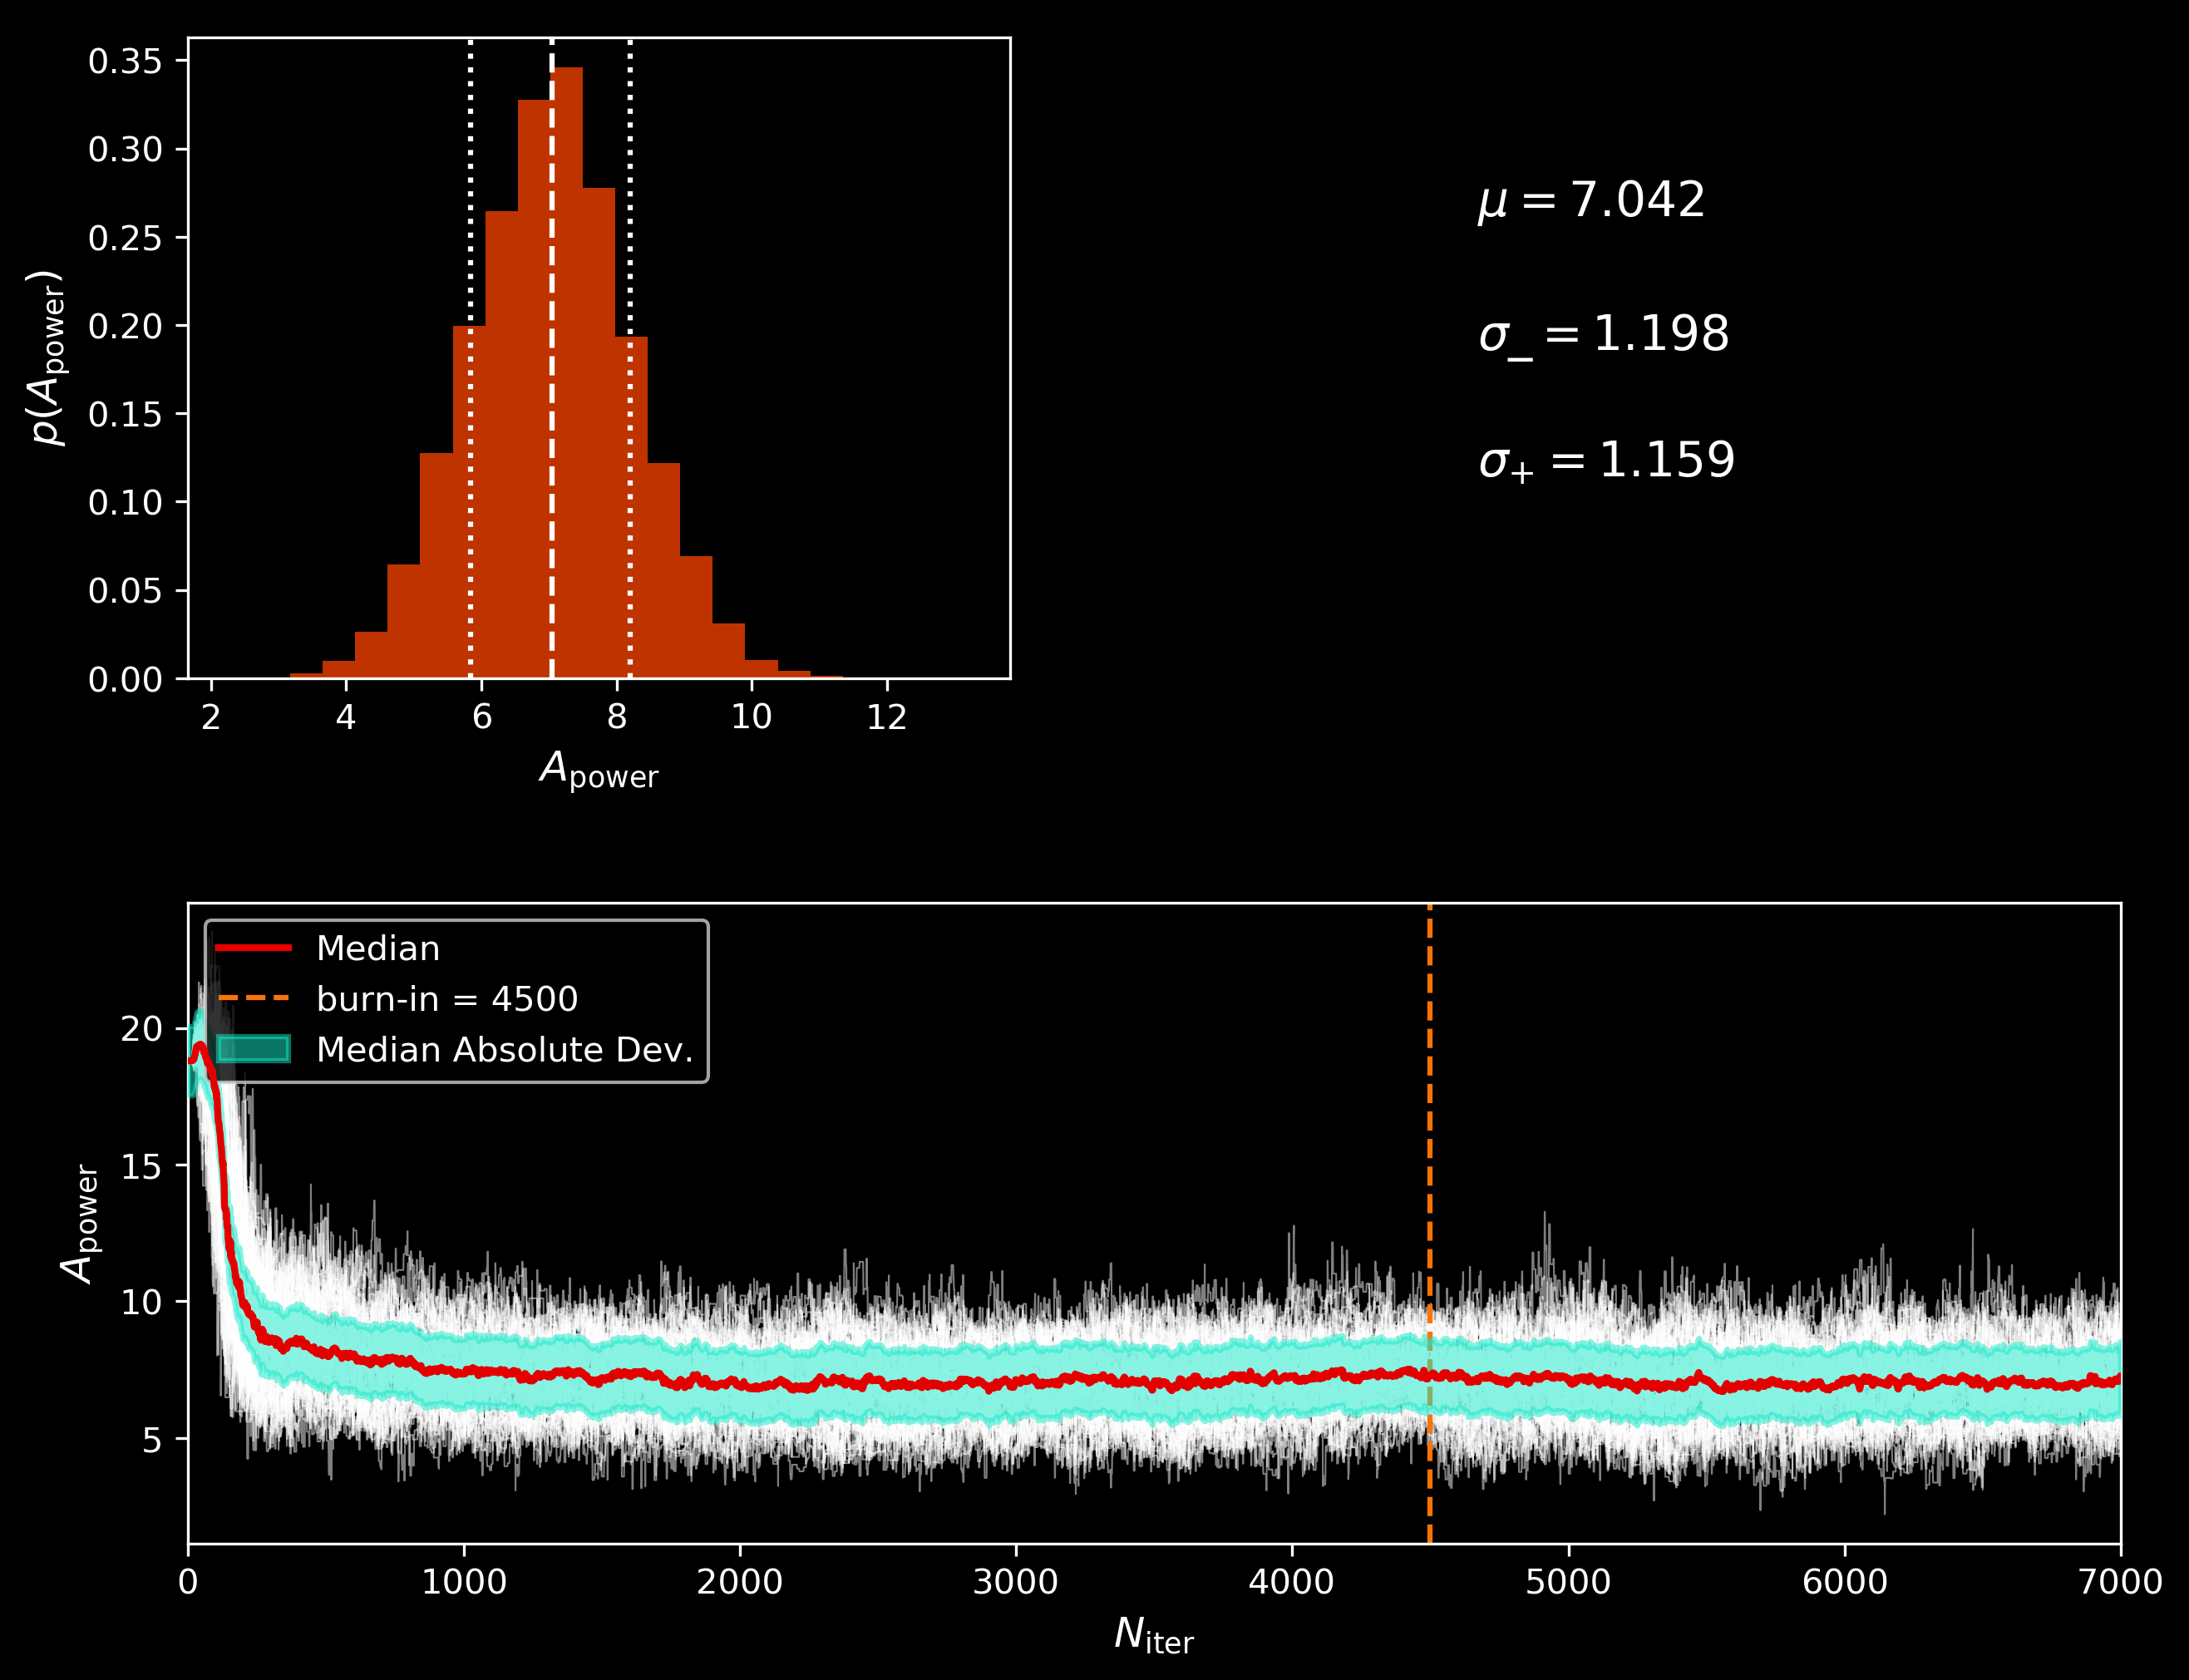 0.35
0.30
0.25
0.20
0.15
0.10
0.05
0.00
p(A_power)
2 4 6 8 10 12
A_power
μ = 7.042
σ_− = 1.198
σ_+ = 1.159
Median
burn-in = 4500
Median Absolute Dev.
20
15
10
5
A_power
0 1000 2000 3000 4000 5000 6000 7000
N_iter